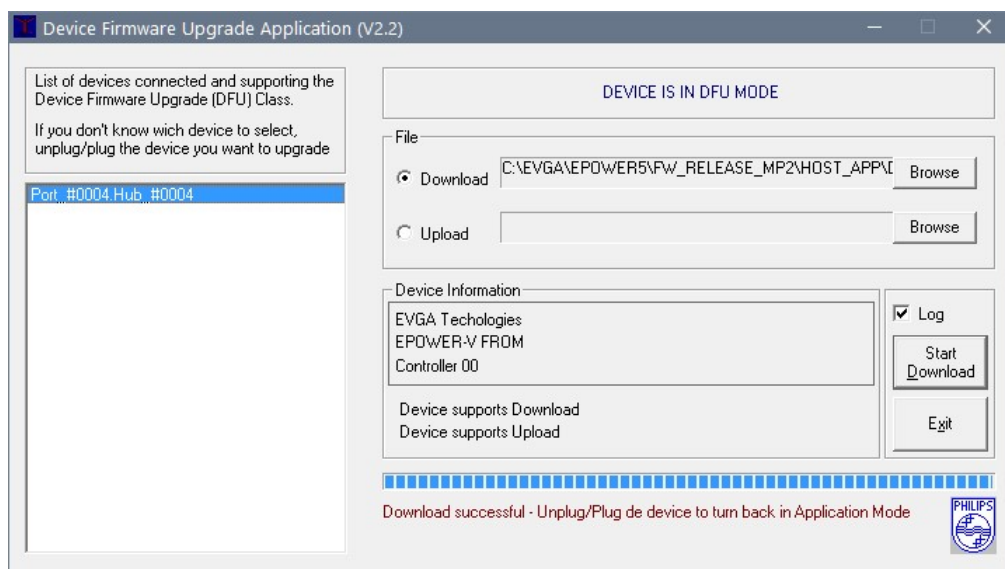 Device Firmware Upgrade Application (V2.2)
List of devices connected and supporting the
Device Firmware Upgrade (DFU) Class.
If you don't know wich device to select,
unplug/plug the device you want to upgrade
Port_#0004.Hub_#0004
DEVICE IS IN DFU MODE
File
Download
C:\EVGA\EPOWER5\FW_RELEASE_MP2\HOST_APP\
Browse
Upload
Browse
Device Information
EVGA Techologies
EPOWER-V FROM
Controller 00
Device supports Download
Device supports Upload
Log
Start
Download
Exit
Download successful - Unplug/Plug de device to turn back in Application Mode
PHILIPS